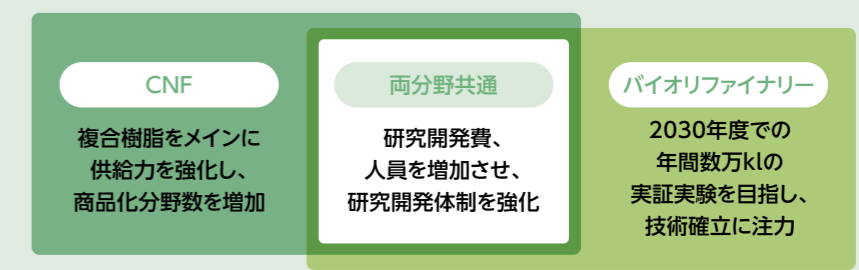 CNF
複合樹脂をメインに
供給力を強化し、
商品化分野数を増加
両分野共通
研究開発費、
人員を増加させ、
研究開発体制を強化
バイオリファイナリー
2030年度での
年間数万klの
実証実験を目指し、
技術確立に注力